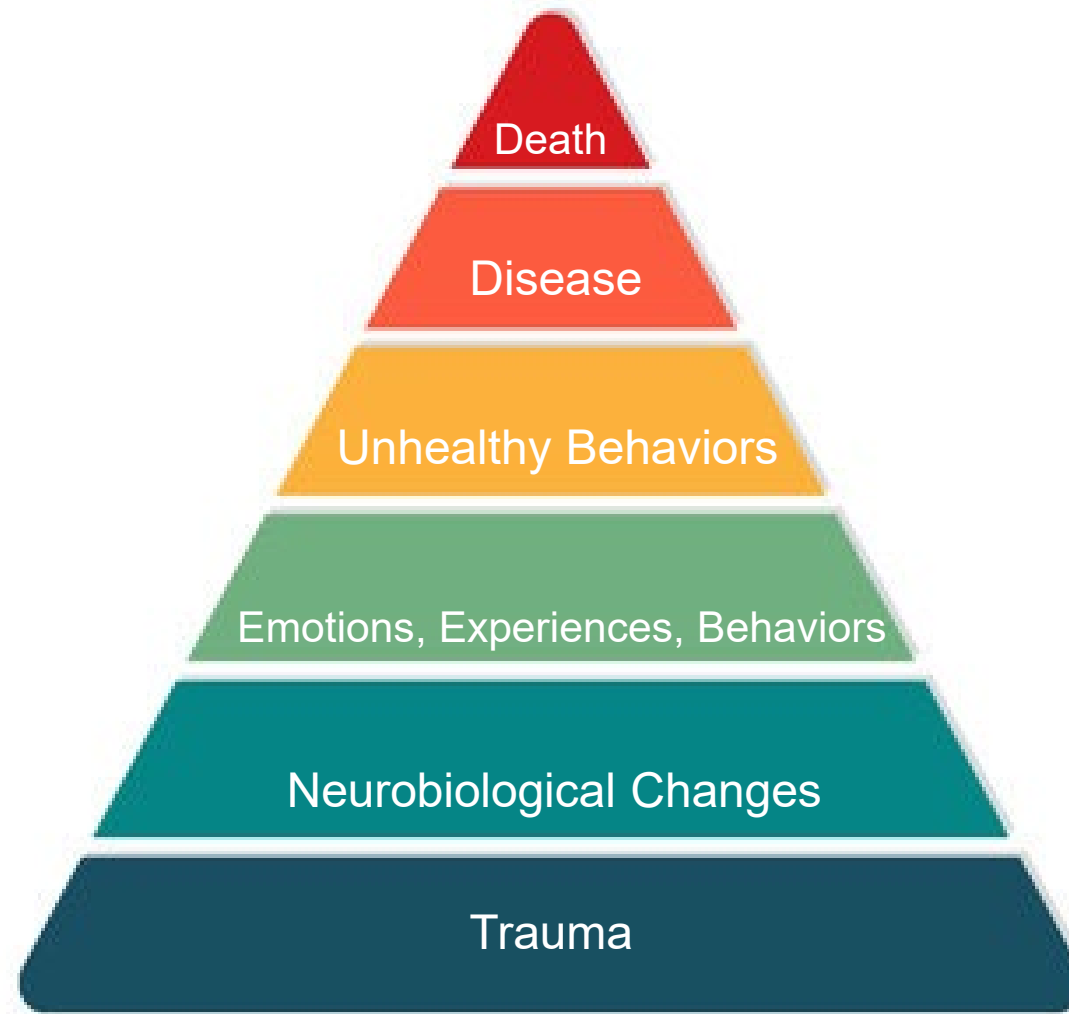 Death
Disease
Unhealthy Behaviors
Emotions, Experiences, Behaviors
Neurobiological Changes
Trauma